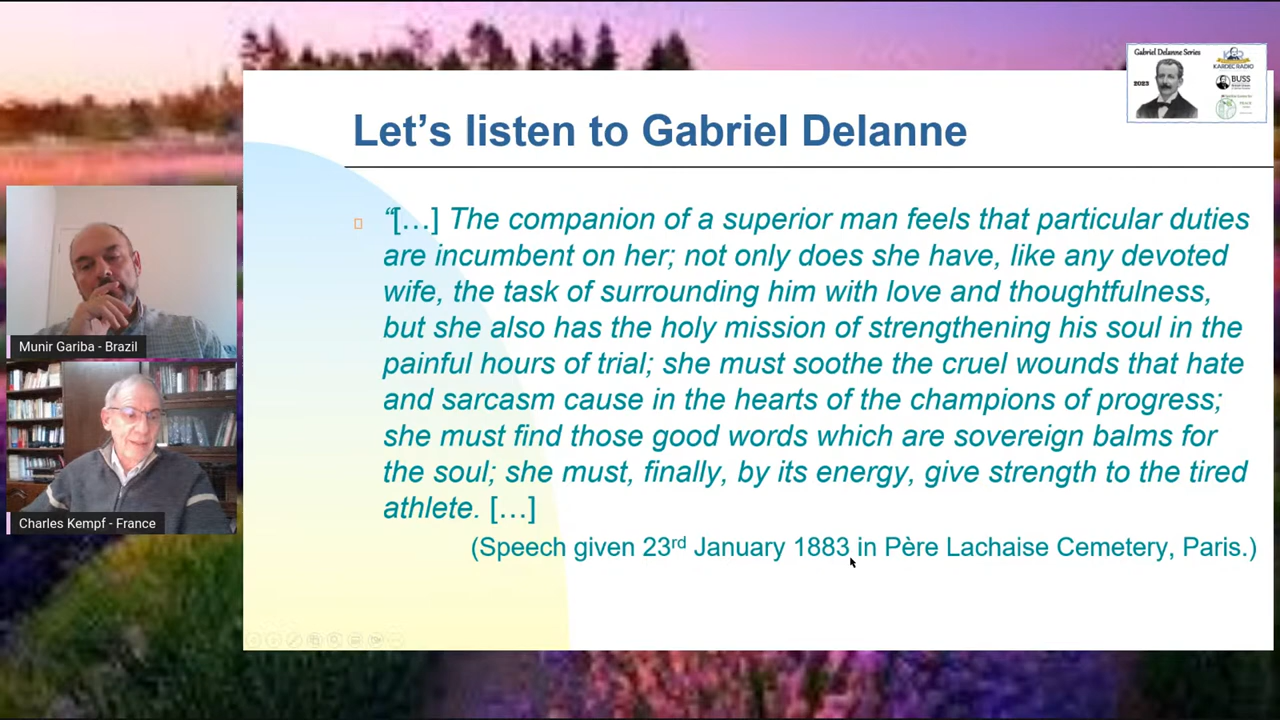 Gabriel Delanne Series
2023
KARDEC RADIO
BUSS
PEACE
Let's listen to Gabriel Delanne
"[...] The companion of a superior man feels that particular duties
are incumbent on her; not only does she have, like any devoted
wife, the task of surrounding him with love and thoughtfulness,
but she also has the holy mission of strengthening his soul in the
painful hours of trial; she must soothe the cruel wounds that hate
and sarcasm cause in the hearts of the champions of progress;
she must find those good words which are sovereign balms for
the soul; she must, finally, by its energy, give strength to the tired
athlete. [...]
(Speech given 23rd January 1883 in Père Lachaise Cemetery, Paris.)
Munir Gariba - Brazil
Charles Kempf - France